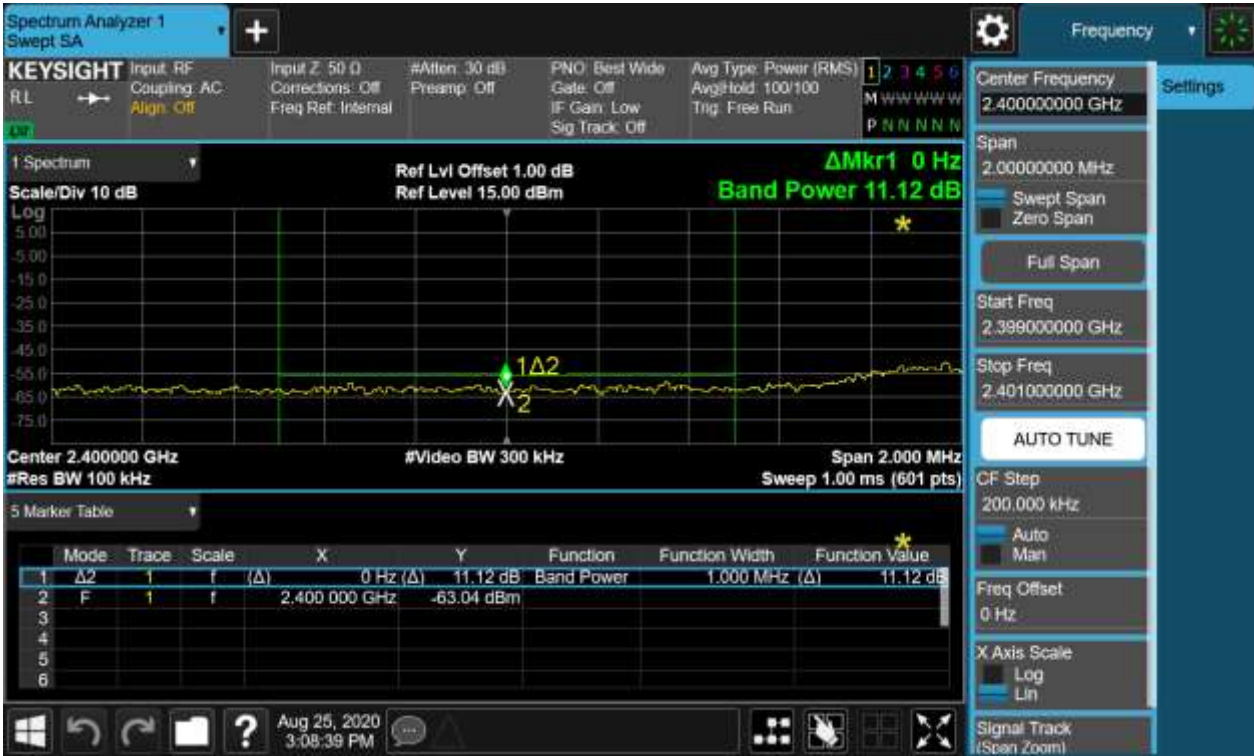 Spectrum Analyzer 1
Swept SA
+
Frequency
KEYSIGHT Input: RF Input Z: 50 Ω #Atten: 30 dB PNO: Best Wide Avg Type: Power (RMS) 1 2 3 4 5 6
RL Coupling: AC Corrections: Off Preamp: Off Gate: Off Avg|Hold: 100/100 M W W W W W
Align: Off Freq Ref: Internal IF Gain: Low Trig: Free Run
Sig Track: Off P N N N N N
Center Frequency
2.400000000 GHz
Settings
Span
2.00000000 MHz
Swept Span
Zero Span
Full Span
Start Freq
2.399000000 GHz
Stop Freq
2.401000000 GHz
AUTO TUNE
CF Step
200.000 kHz
Auto
Man
Freq Offset
0 Hz
X Axis Scale
Log
Lin
Signal Track
(Span Zoom)
1 Spectrum
Scale/Div 10 dB
Ref Lvl Offset 1.00 dB
Ref Level 15.00 dBm
ΔMkr1 0 Hz
Band Power 11.12 dB
Log
5.00
-5.00
-15.0
-25.0
-35.0
-45.0
-55.0
-65.0
-75.0
1Δ2
2
Center 2.400000 GHz #Video BW 300 kHz Span 2.000 MHz
#Res BW 100 kHz Sweep 1.00 ms (601 pts)
5 Marker Table
Mode Trace Scale X Y Function Function Width Function Value
1 Δ2 1 f (Δ) 0 Hz (Δ) 11.12 dB Band Power 1.000 MHz (Δ) 11.12 dB
2 F 1 f 2.400 000 GHz -63.04 dBm
3
4
5
6
?
Aug 25, 2020
3:08:39 PM